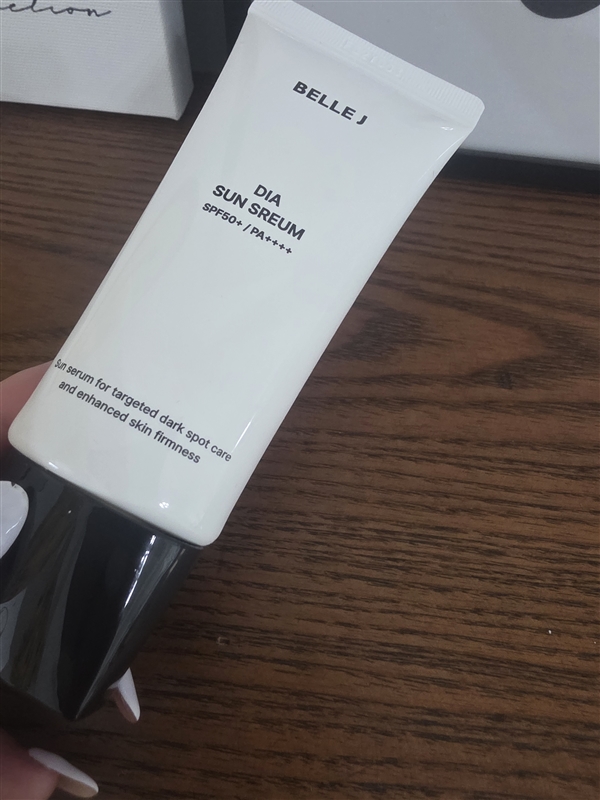 BELLE J
DIA
SUN SREUM
SPF50+ / PA++++
Sun serum for targeted dark spot care
and enhanced skin firmness